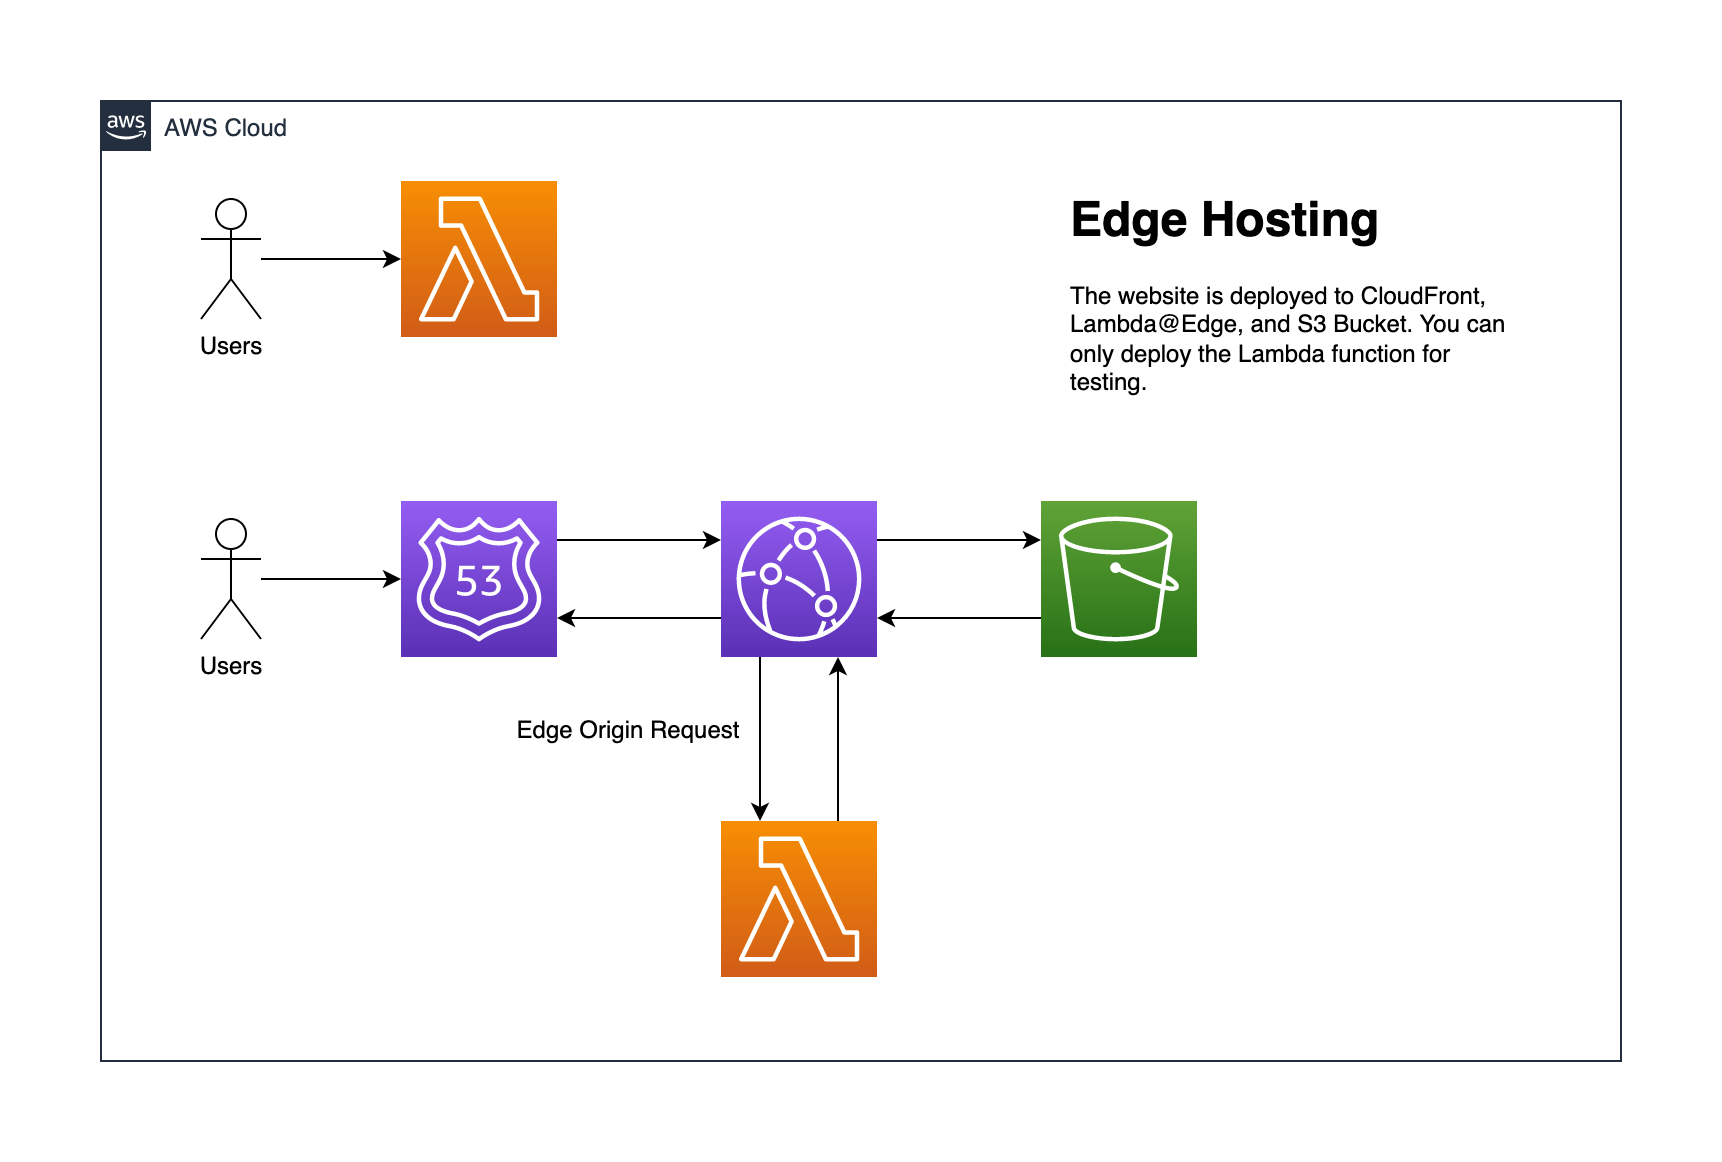 aws
AWS Cloud
Users
Edge Hosting
The website is deployed to CloudFront,
Lambda@Edge, and S3 Bucket. You can
only deploy the Lambda function for
testing.
53
Users
Edge Origin Request